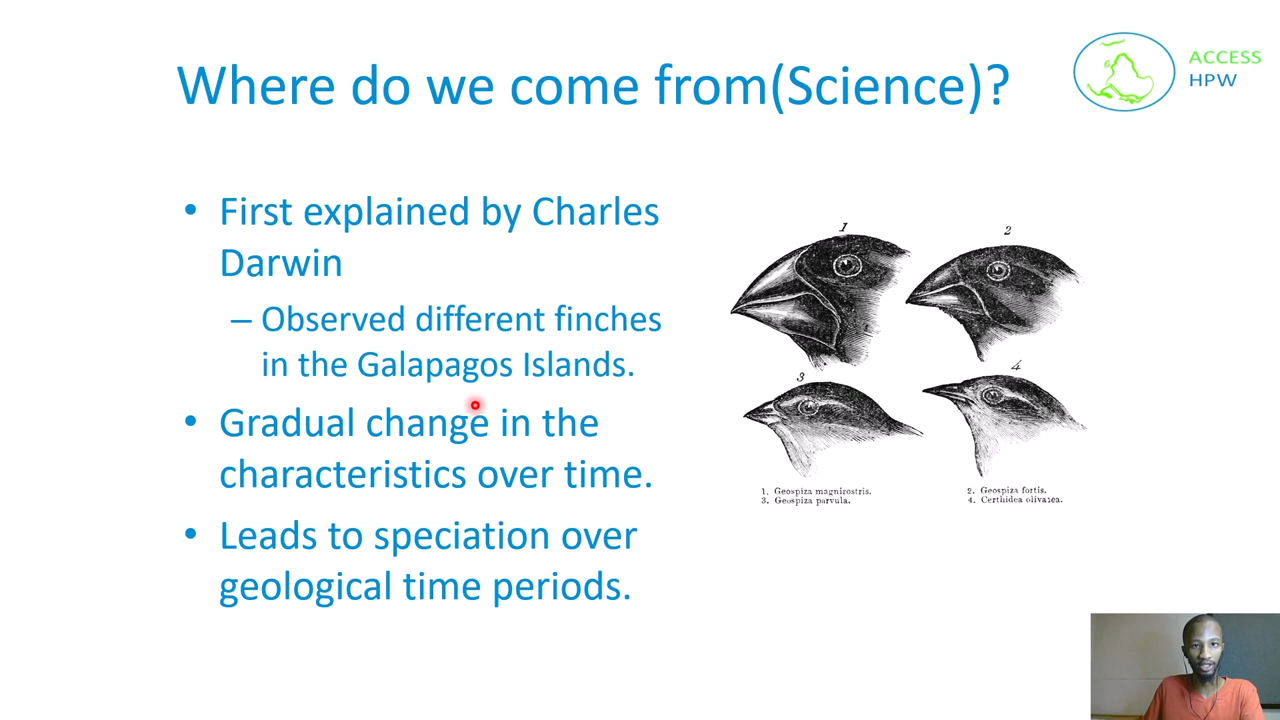 Where do we come from(Science)?
ACCESS
HPW
• First explained by Charles
Darwin
– Observed different finches
in the Galapagos Islands.
• Gradual change in the
characteristics over time.
• Leads to speciation over
geological time periods.
1
2
3
4
1. Geospiza magnirostris.
2. Geospiza fortis.
3. Geospiza parvula.
4. Certhidea olivasea.